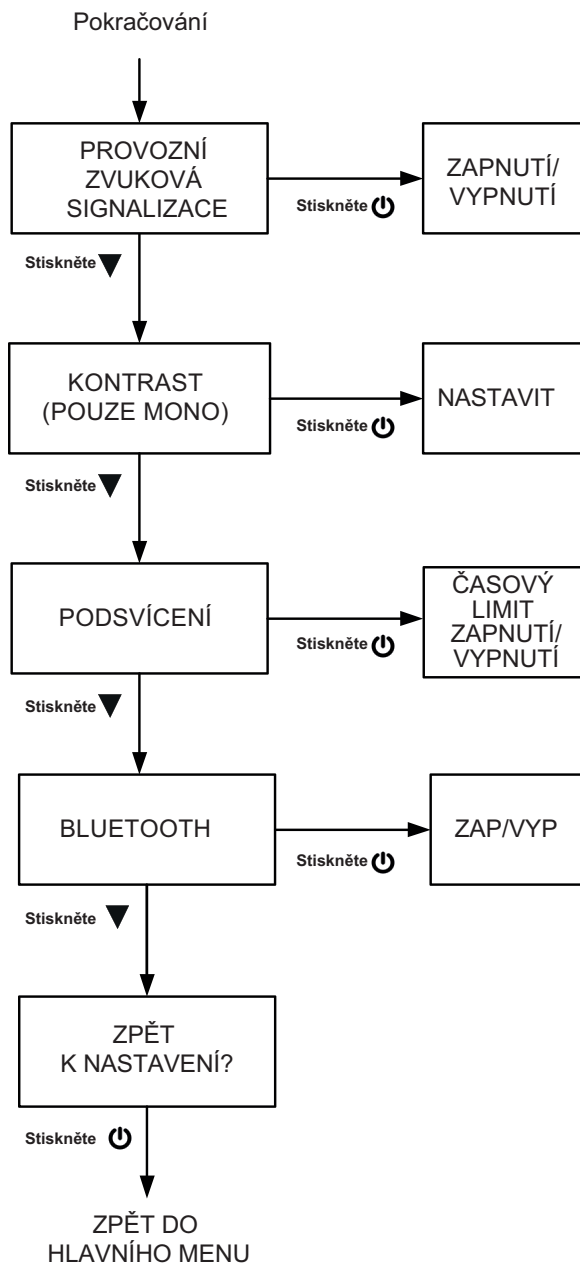 Pokračování
PROVOZNÍ
ZVUKOVÁ
SIGNALIZACE
Stiskněte
ZAPNUTÍ/
VYPNUTÍ
Stiskněte
KONTRAST
(POUZE MONO)
Stiskněte
NASTAVIT
Stiskněte
PODSVÍCENÍ
Stiskněte
ČASOVÝ
LIMIT
ZAPNUTÍ/
VYPNUTÍ
Stiskněte
BLUETOOTH
Stiskněte
ZAP/VYP
Stiskněte
ZPĚT
K NASTAVENÍ?
Stiskněte
ZPĚT DO
HLAVNÍHO MENU